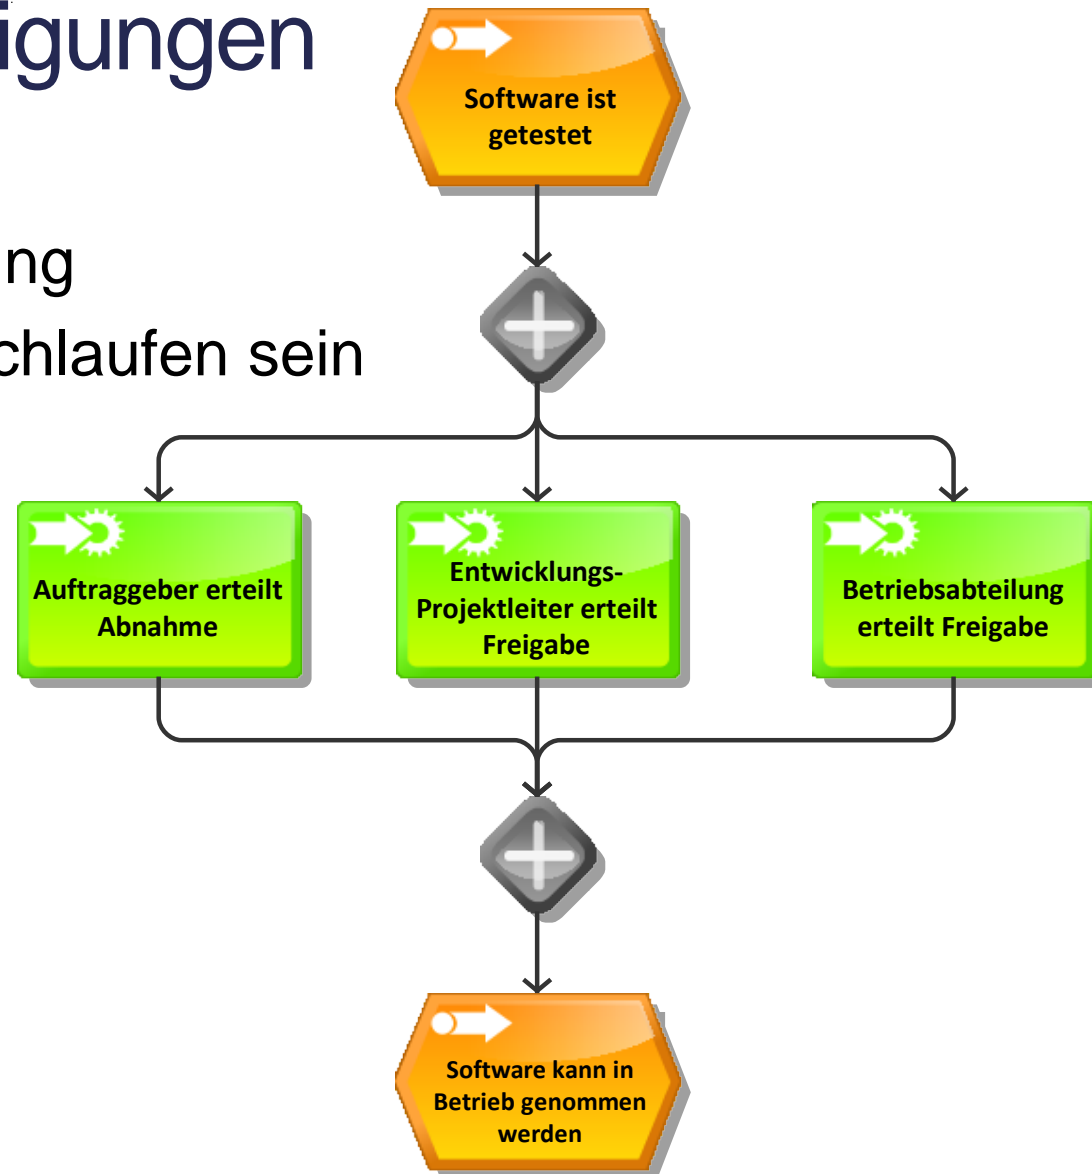 igungen
ng
chlaufen sein
Software ist
getestet
Auftraggeber erteilt
Abnahme
Entwicklungs-
Projektleiter erteilt
Freigabe
Betriebsabteilung
erteilt Freigabe
Software kann in
Betrieb genommen
werden